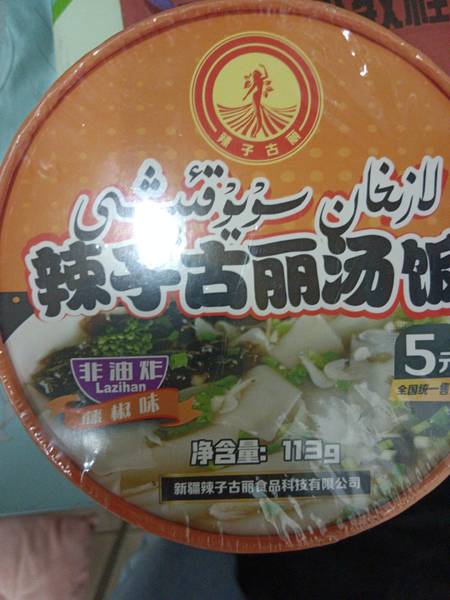 辣子古丽
لازىخان سۇيۇقئېشى
辣子古丽汤饭
非油炸
Lazihan
藤椒味
5元
全国统一售
净含量: 113g
新疆辣子古丽食品科技有限公司